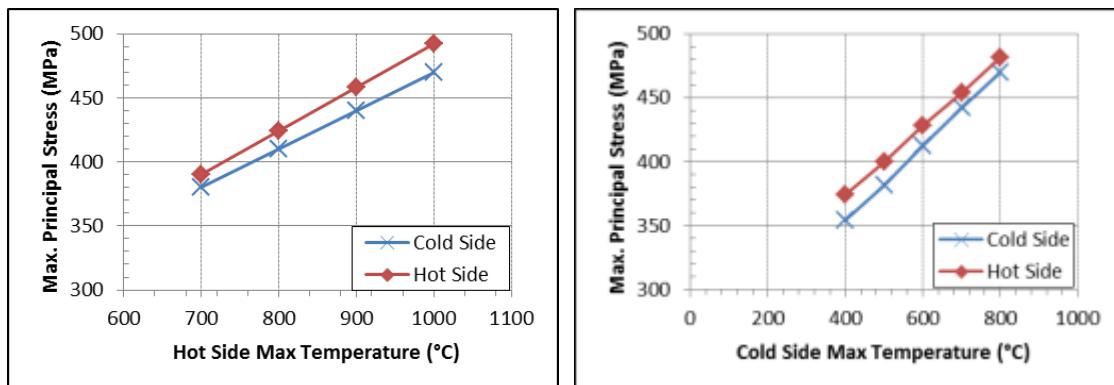 500
450
400
350
300
Max. Principal Stress (MPa)
Cold Side
Hot Side
600 700 800 900 1000 1100
Hot Side Max Temperature (°C)
500
450
400
350
300
Max. Principal Stress (MPa)
Cold Side
Hot Side
0 200 400 600 800 1000
Cold Side Max Temperature (°C)